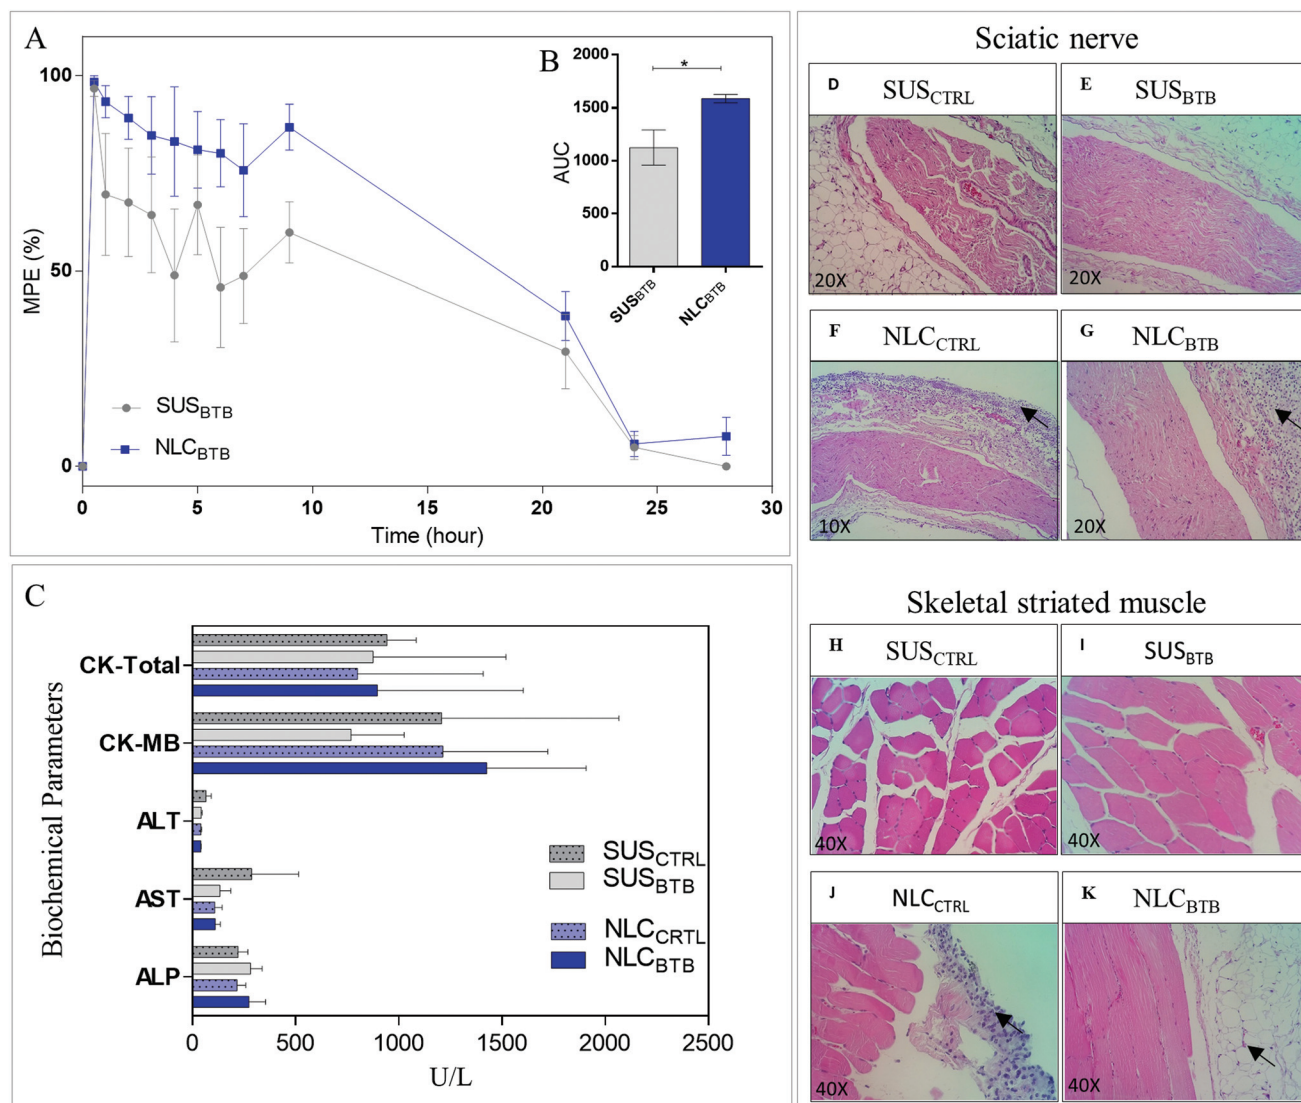 A
MPE (%)
100
50
0
SUSBTB
NLCBTB
0
5
10
15
20
25
30
Time (hour)
B
AUC
2000
1500
1000
500
0
*
SUSBTB
NLCBTB
C
Biochemical Parameters
CK-Total
CK-MB
ALT
AST
ALP
SUSCTRL
SUSBTB
NLCCRTL
NLCBTB
0
500
1000
1500
2000
2500
U/L
Sciatic nerve
D SUSCTRL
20X
E SUSBTB
20X
F NLCCTRL
10X
G NLCBTB
20X
Skeletal striated muscle
H SUSCTRL
40X
I SUSBTB
40X
J NLCCTRL
40X
K NLCBTB
40X